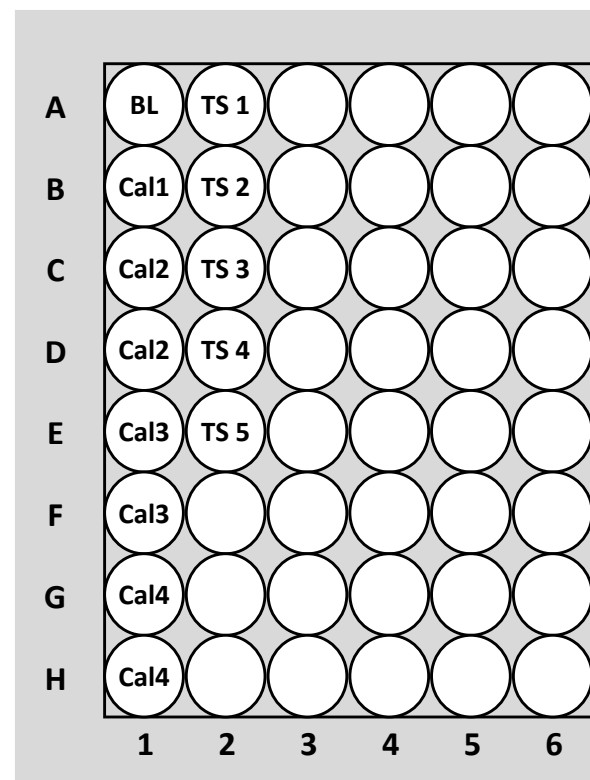 A BL TS 1
B Cal1 TS 2
C Cal2 TS 3
D Cal2 TS 4
E Cal3 TS 5
F Cal3
G Cal4
H Cal4
1 2 3 4 5 6